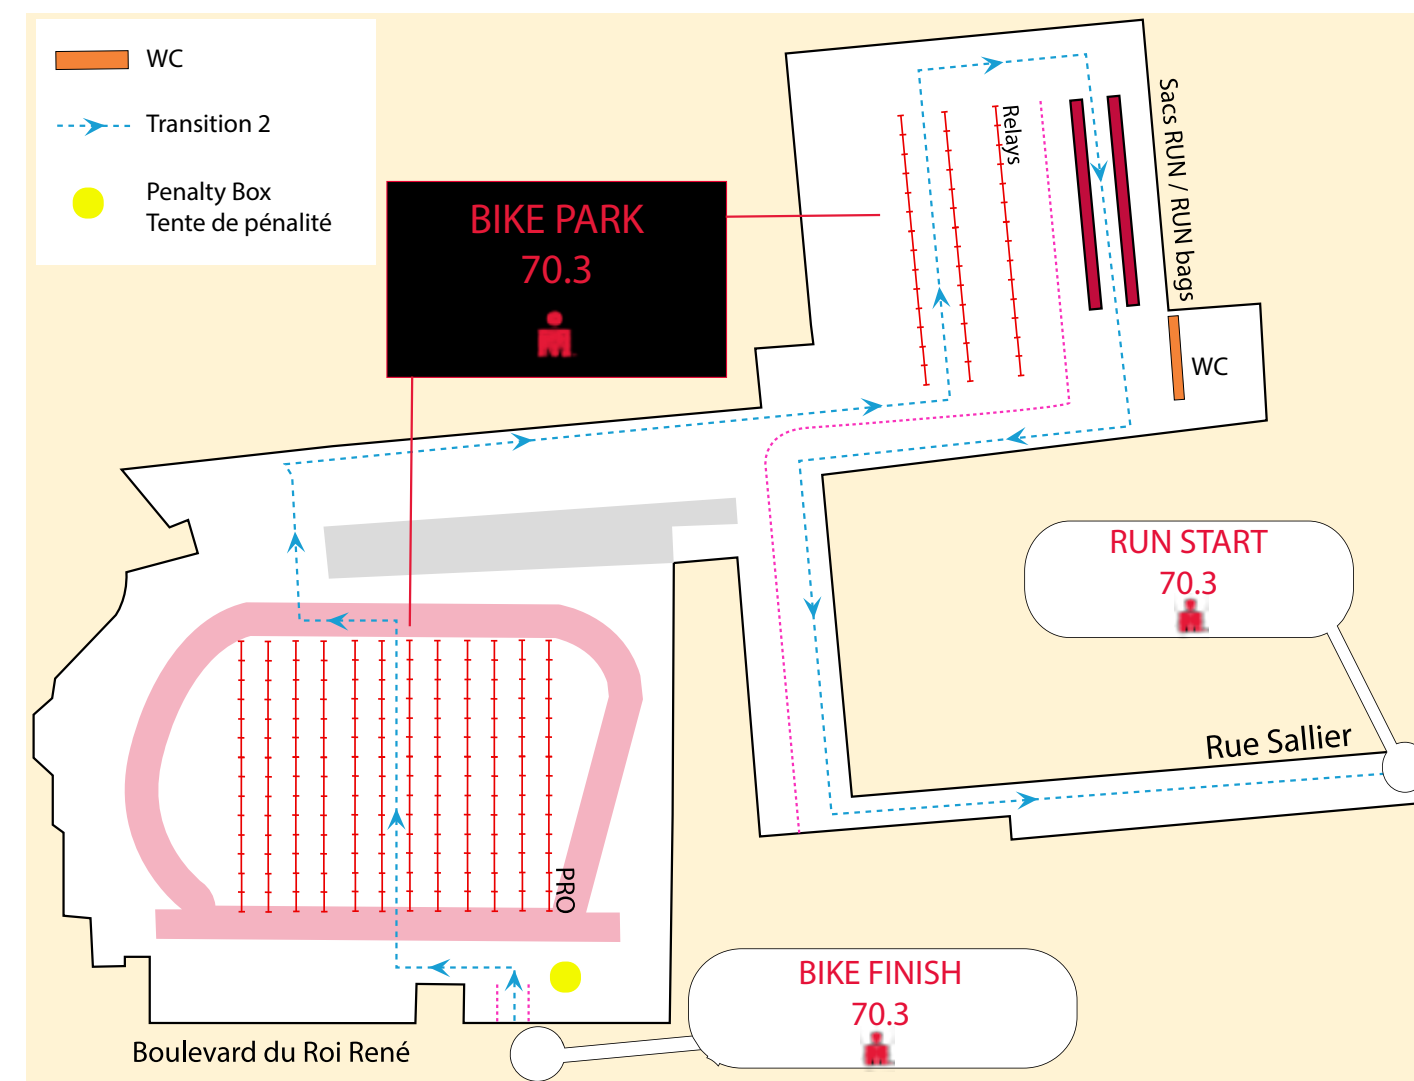 WC
Transition 2
Penalty Box
Tente de pénalité
BIKE PARK
70.3
Relays
Sacs RUN / RUN bags
WC
RUN START
70.3
Rue Sallier
PRO
BIKE FINISH
70.3
Boulevard du Roi René